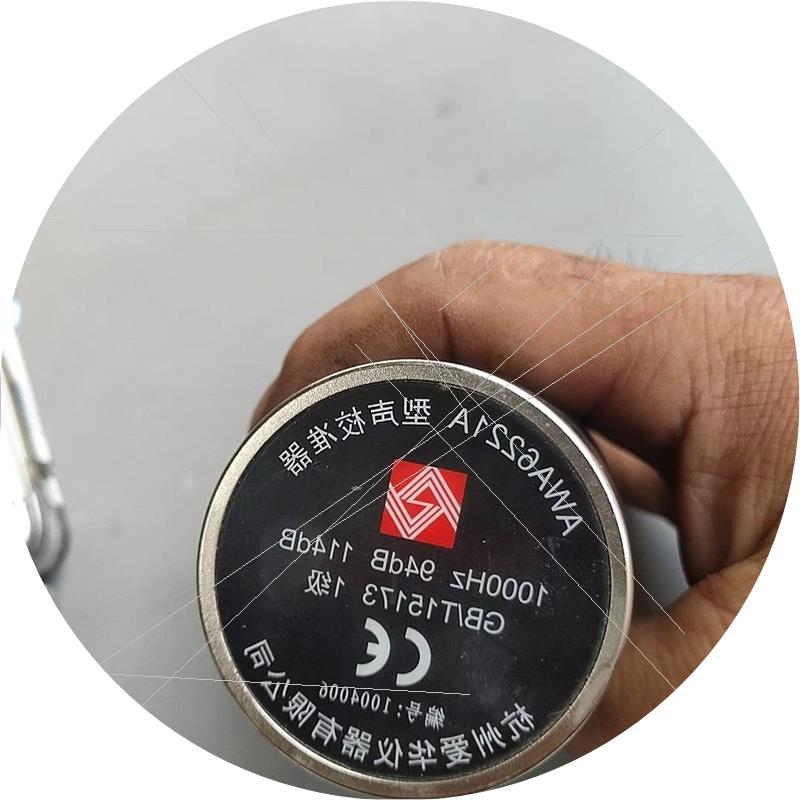 AWA6221A 型声校准器
1000Hz 94dB 114dB
GB/T15173 1级
CE
编号:1004006
杭州爱华仪器有限公司